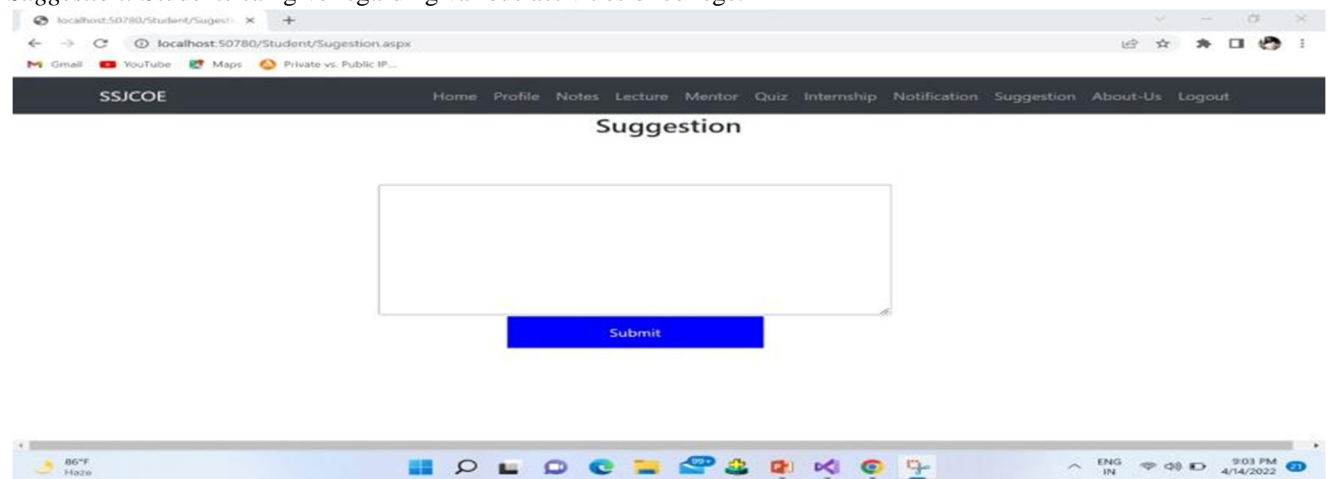 localhost:50780/Student/Sugest
localhost:50780/Student/Sugestion.aspx
Gmail YouTube Maps Private vs. Public IP...
SSJCOE Home Profile Notes Lecture Mentor Quiz Internship Notification Suggestion About-Us Logout
Suggestion
Submit
86°F
Haze
99+
ENG
IN
9:03 PM
4/14/2022